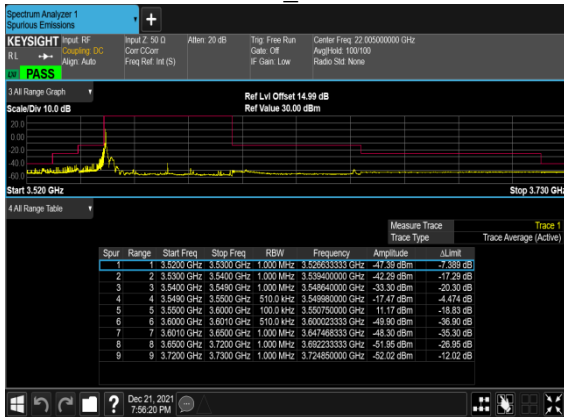 Spectrum Analyzer 1
Spurious Emissions
KEYSIGHT Input: RF Input Z: 50 Ω Atten: 20 dB Trig: Free Run Center Freq: 22.005000000 GHz
RL Coupling: DC Corr CCorr Gate: Off Avg|Hold: 100/100
Align: Auto Freq Ref: Int (S) IF Gain: Low Radio Std: None
PASS
3 All Range Graph Ref Lvl Offset 14.99 dB
Scale/Div 10.0 dB Ref Value 30.00 dBm
20.0
0.00
-20.0
-40.0
-60.0
Start 3.520 GHz Stop 3.730 GHz
4 All Range Table
Measure Trace Trace 1
Trace Type Trace Average (Active)
Spur Range Start Freq Stop Freq RBW Frequency Amplitude ΔLimit
1 1 3.5200 GHz 3.5300 GHz 1.000 MHz 3.526633333 GHz -47.39 dBm -7.389 dB
2 2 3.5300 GHz 3.5400 GHz 1.000 MHz 3.539400000 GHz -42.29 dBm -17.29 dB
3 3 3.5400 GHz 3.5490 GHz 1.000 MHz 3.548640000 GHz -33.30 dBm -20.30 dB
4 4 3.5490 GHz 3.5500 GHz 510.0 kHz 3.549980000 GHz -17.47 dBm -4.474 dB
5 5 3.5500 GHz 3.6000 GHz 100.0 kHz 3.550750000 GHz 11.17 dBm -18.83 dB
6 6 3.6000 GHz 3.6010 GHz 510.0 kHz 3.600023333 GHz -49.90 dBm -36.90 dB
7 7 3.6010 GHz 3.6500 GHz 1.000 MHz 3.647468333 GHz -48.30 dBm -35.30 dB
8 8 3.6500 GHz 3.7200 GHz 1.000 MHz 3.692233333 GHz -51.95 dBm -26.95 dB
9 9 3.7200 GHz 3.7300 GHz 1.000 MHz 3.724850000 GHz -52.02 dBm -12.02 dB
Dec 21, 2021
7:56:20 PM